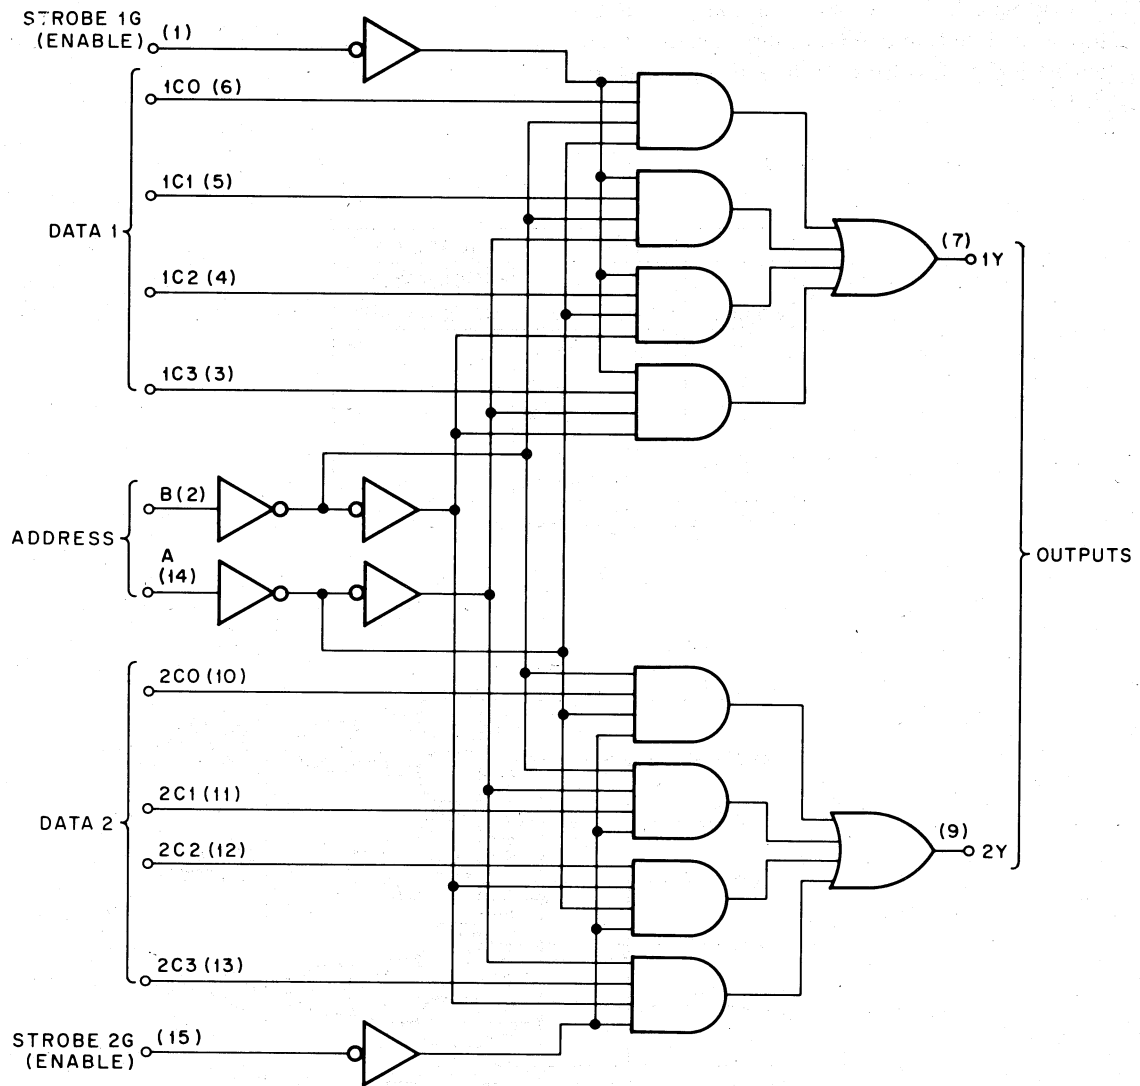 STROBE 1G
(ENABLE) (1)
1C0 (6)
1C1 (5)
DATA 1
(7)
1Y
1C2 (4)
1C3 (3)
B(2)
ADDRESS
A
(14)
OUTPUTS
2C0 (10)
2C1 (11)
DATA 2
(9)
2Y
2C2 (12)
2C3 (13)
STROBE 2G (15)
(ENABLE)